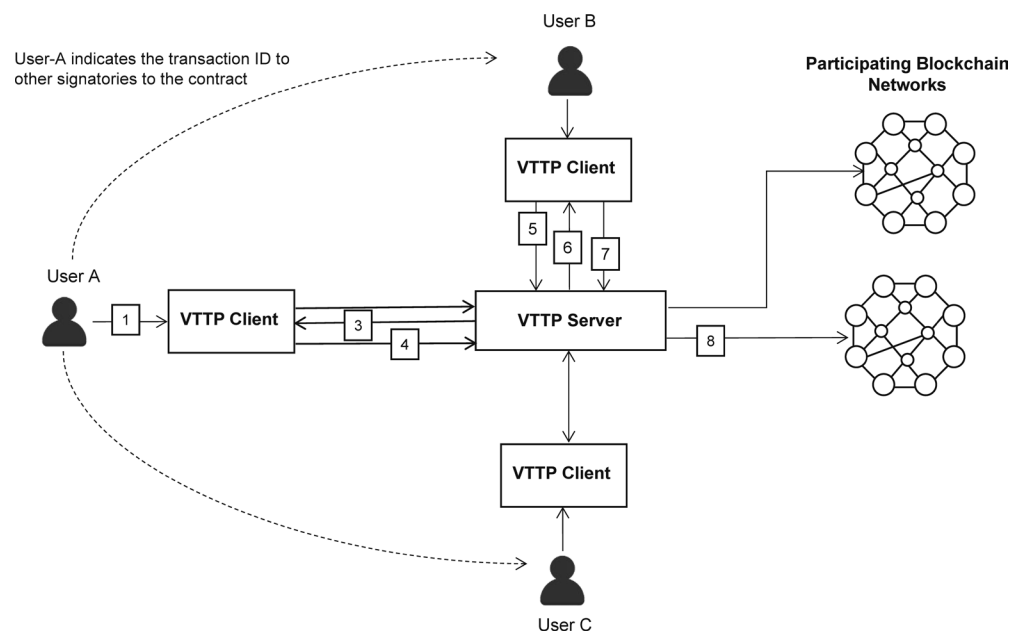 User B
User-A indicates the transaction ID to
other signatories to the contract
Participating Blockchain
Networks
VTTP Client
5
6
7
User A
1
VTTP Client
3
4
VTTP Server
8
VTTP Client
User C